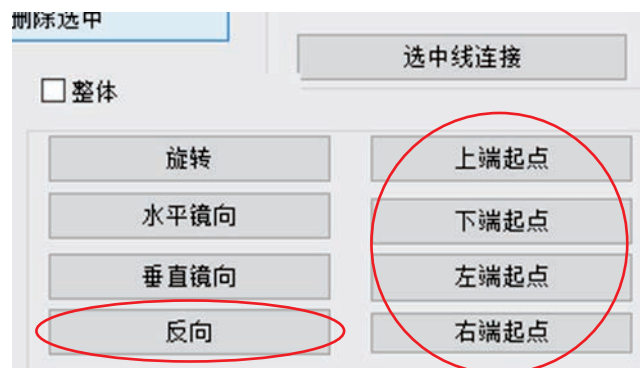 删除选中
选中线连接
整体
旋转
上端起点
水平镜向
下端起点
垂直镜向
左端起点
反向
右端起点